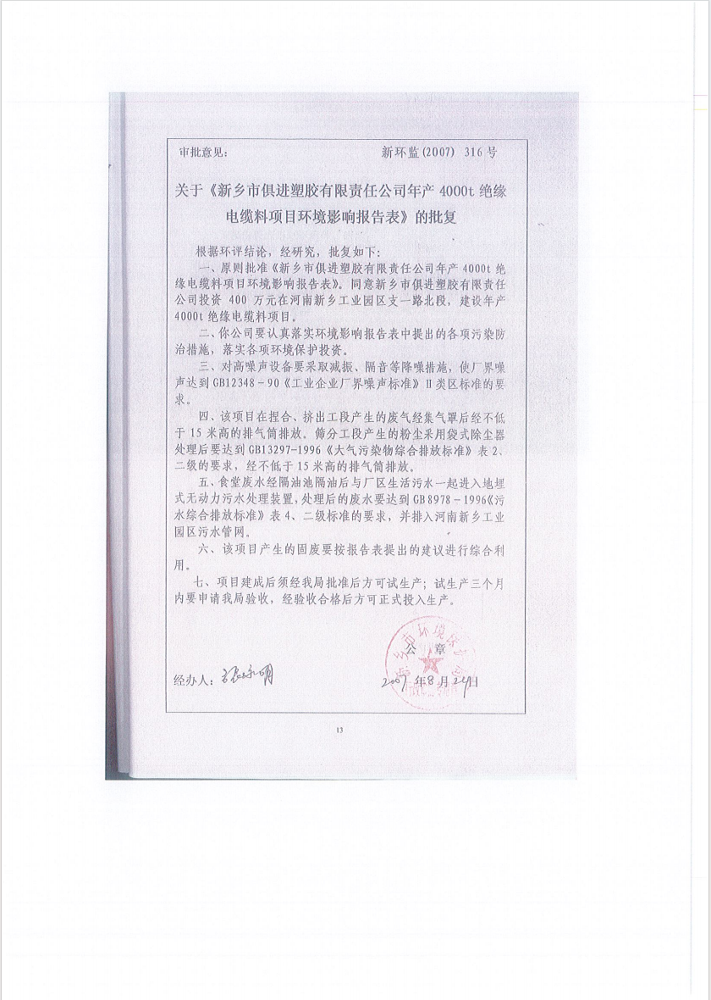 审批意见：
新环监(2007) 316 号
关于《新乡市俱进塑胶有限责任公司年产 4000t 绝缘
电缆料项目环境影响报告表》的批复
根据环评结论，经研究，批复如下：
一、原则批准《新乡市俱进塑胶有限责任公司年产 4000t 绝
缘电缆料项目环境影响报告表》。同意新乡市俱进塑胶有限责任
公司投资 400 万元在河南新乡工业园区支一路北段，建设年产
4000t 绝缘电缆料项目。
二、你公司要认真落实环境影响报告表中提出的各项污染防
治措施，落实各项环境保护投资。
三、对高噪声设备要采取减振、隔音等降噪措施，使厂界噪
声达到 GB12348－90《工业企业厂界噪声标准》Ⅱ类区标准的要
求。
四、该项目在捏合、挤出工段产生的废气经集气罩后经不低
于 15 米高的排气筒排放。筛分工段产生的粉尘采用袋式除尘器
处理后要达到 GB13297-1996《大气污染物综合排放标准》表 2、
二级的要求，经不低于 15 米高的排气筒排放。
五、食堂废水经隔油池隔油后与厂区生活污水一起进入地埋
式无动力污水处理装置，处理后的废水要达到 GB8978－1996《污
水综合排放标准》表 4、二级标准的要求，并排入河南新乡工业
园区污水管网。
六、该项目产生的固废要按报告表提出的建议进行综合利
用。
七、项目建成后须经我局批准后方可试生产；试生产三个月
内要申请我局验收，经验收合格后方可正式投入生产。
公 章
经办人：
2007 年 8 月 日
13